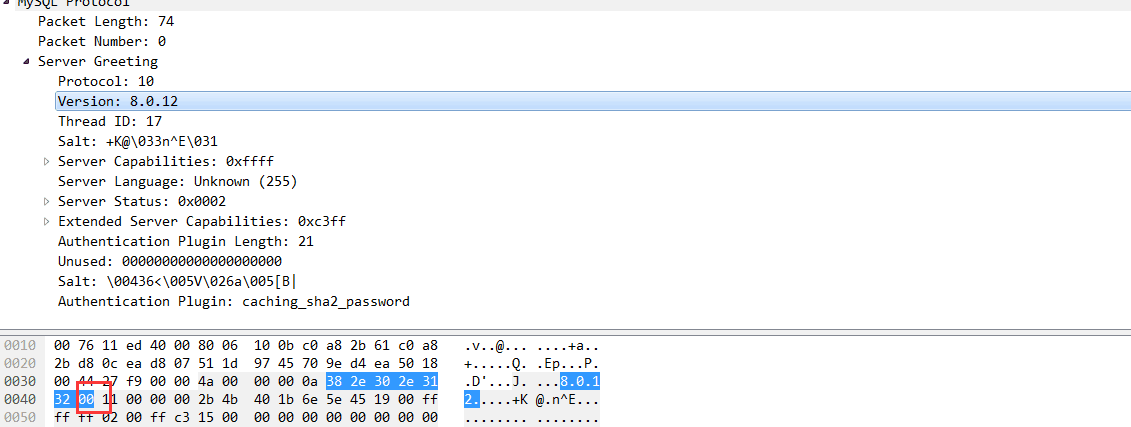 MySQL Protocol
Packet Length: 74
Packet Number: 0
Server Greeting
Protocol: 10
Version: 8.0.12
Thread ID: 17
Salt: +K@\033n^E\031
Server Capabilities: 0xffff
Server Language: Unknown (255)
Server Status: 0x0002
Extended Server Capabilities: 0xc3ff
Authentication Plugin Length: 21
Unused: 00000000000000000000
Salt: \00436<\005V\026a\005[B|
Authentication Plugin: caching_sha2_password
0010 00 76 11 ed 40 00 80 06 10 0b c0 a8 2b 61 c0 a8 .v..@... ....+a..
0020 2b d8 0c ea d8 07 51 1d 97 45 70 9e d4 ea 50 18 +.....Q. .Ep...P.
0030 00 44 27 f9 00 00 4a 00 00 00 0a 38 2e 30 2e 31 .D'...J. ...8.0.1
0040 32 00 11 00 00 00 2b 4b 40 1b 6e 5e 45 19 00 ff 2.....+K @.n^E...
0050 ff ff 02 00 ff c3 15 00 00 00 00 00 00 00 00 00 ........ ........